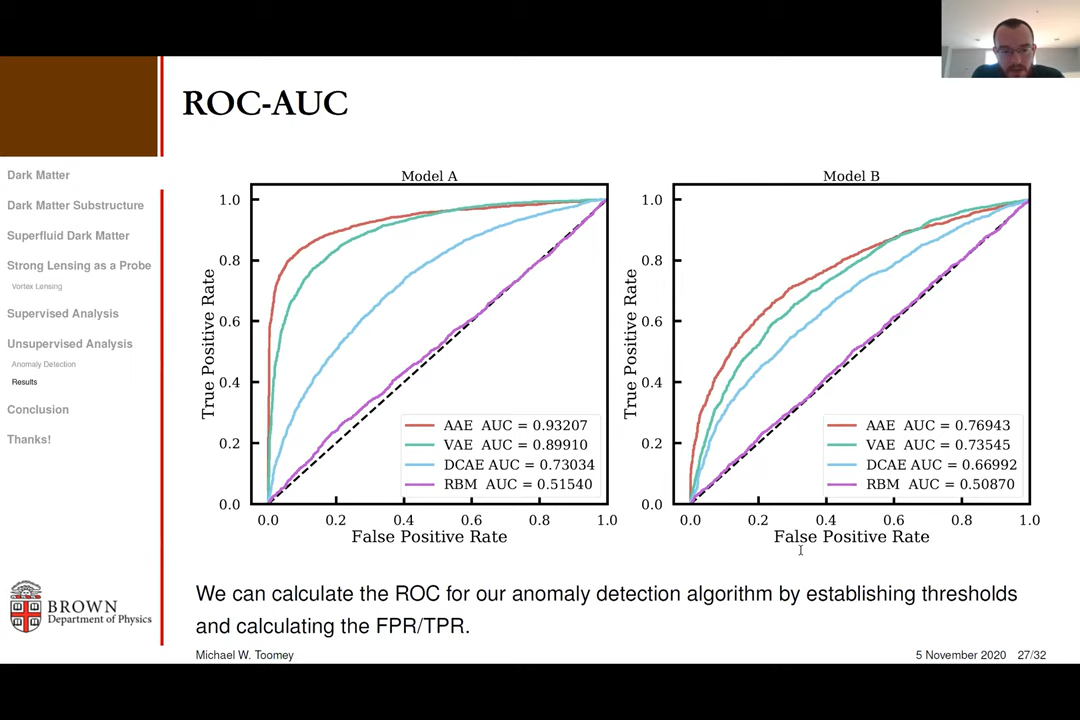 ROC-AUC
Dark Matter
Dark Matter Substructure
Superfluid Dark Matter
Strong Lensing as a Probe
Vortex Lensing
Supervised Analysis
Unsupervised Analysis
Anomaly Detection
Results
Conclusion
Thanks!
BROWN
Department of Physics
Model A
True Positive Rate
1.0
0.8
0.6
0.4
0.2
0.0
AAE AUC = 0.93207
VAE AUC = 0.89910
DCAE AUC = 0.73034
RBM AUC = 0.51540
0.0 0.2 0.4 0.6 0.8 1.0
False Positive Rate
Model B
True Positive Rate
1.0
0.8
0.6
0.4
0.2
0.0
AAE AUC = 0.76943
VAE AUC = 0.73545
DCAE AUC = 0.66992
RBM AUC = 0.50870
0.0 0.2 0.4 0.6 0.8 1.0
False Positive Rate
We can calculate the ROC for our anomaly detection algorithm by establishing thresholds
and calculating the FPR/TPR.
Michael W. Toomey 5 November 2020 27/32